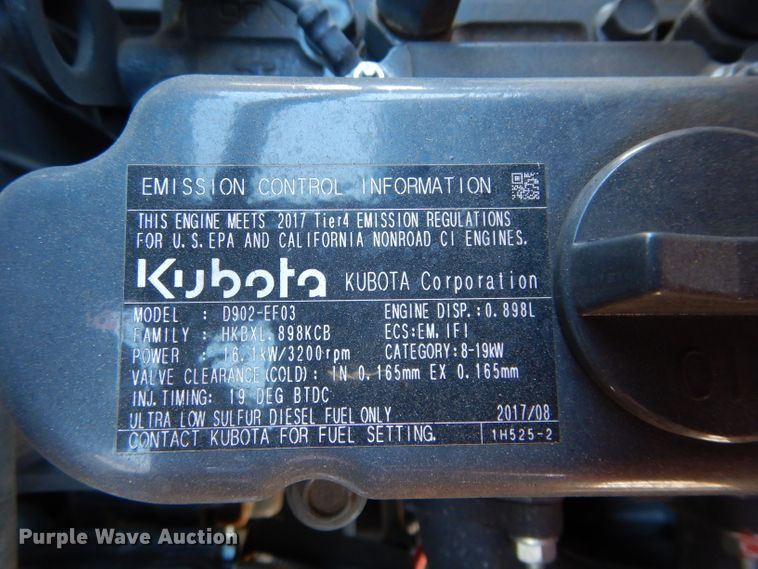 EMISSION CONTROL INFORMATION
THIS ENGINE MEETS 2017 Tier4 EMISSION REGULATIONS
FOR U.S.EPA AND CALIFORNIA NONROAD CI ENGINES.
Kubota KUBOTA Corporation
MODEL : D902-EF03 ENGINE DISP.:0.898L
FAMILY : HKBXL.898KCB ECS:EM,IFI
POWER : 16.1kW/3200rpm CATEGORY:8-19kW
VALVE CLEARANCE(COLD): IN 0.165mm EX 0.165mm
INJ.TIMING: 19 DEG BTDC
ULTRA LOW SULFUR DIESEL FUEL ONLY 2017/08
CONTACT KUBOTA FOR FUEL SETTING. 1H525-2
Purple Wave Auction